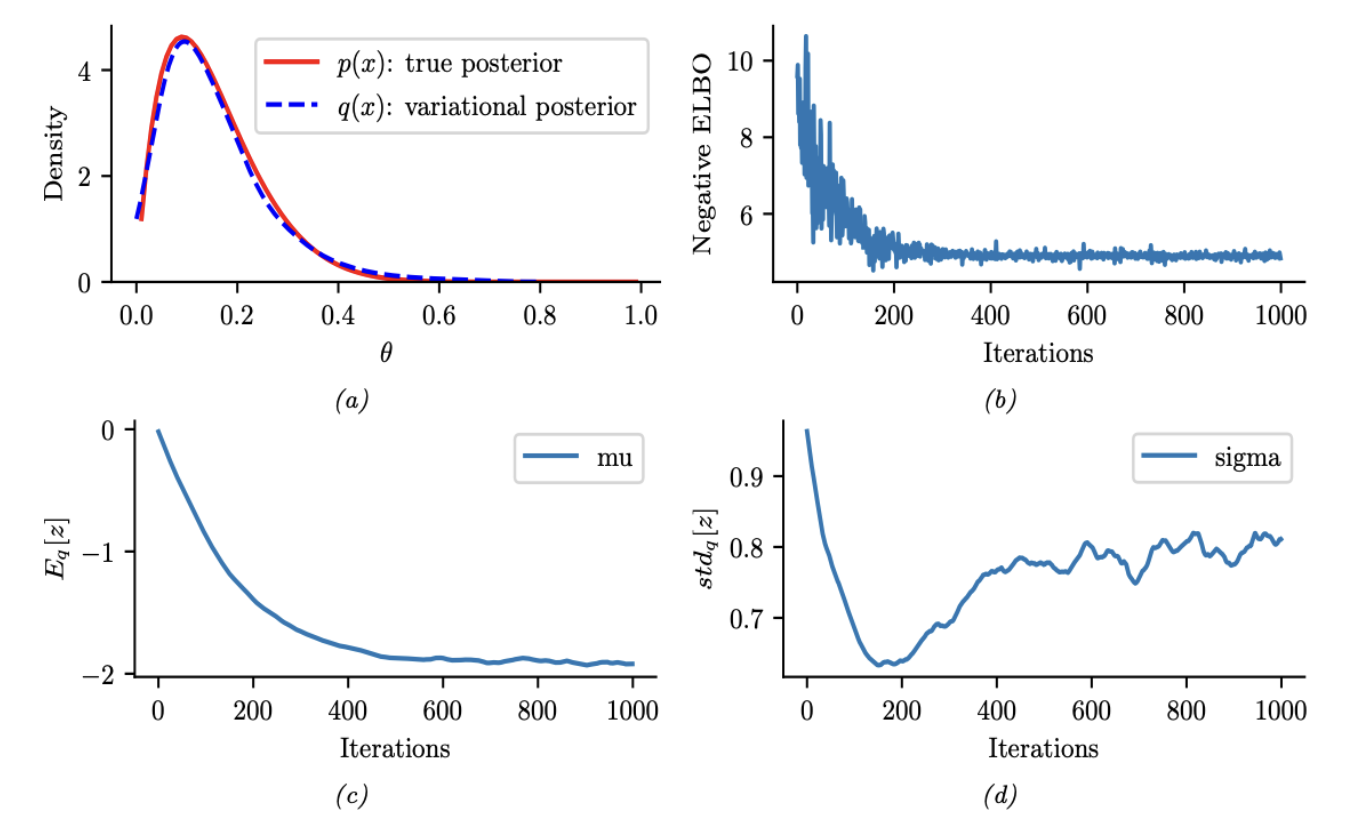 4
2
0
Density
p(x): true posterior
q(x): variational posterior
0.0 0.2 0.4 0.6 0.8 1.0
θ
(a)
10
8
6
Negative ELBO
0 200 400 600 800 1000
Iterations
(b)
0
−1
−2
E_q[z]
mu
0 200 400 600 800 1000
Iterations
(c)
0.9
0.8
0.7
std_q[z]
sigma
0 200 400 600 800 1000
Iterations
(d)